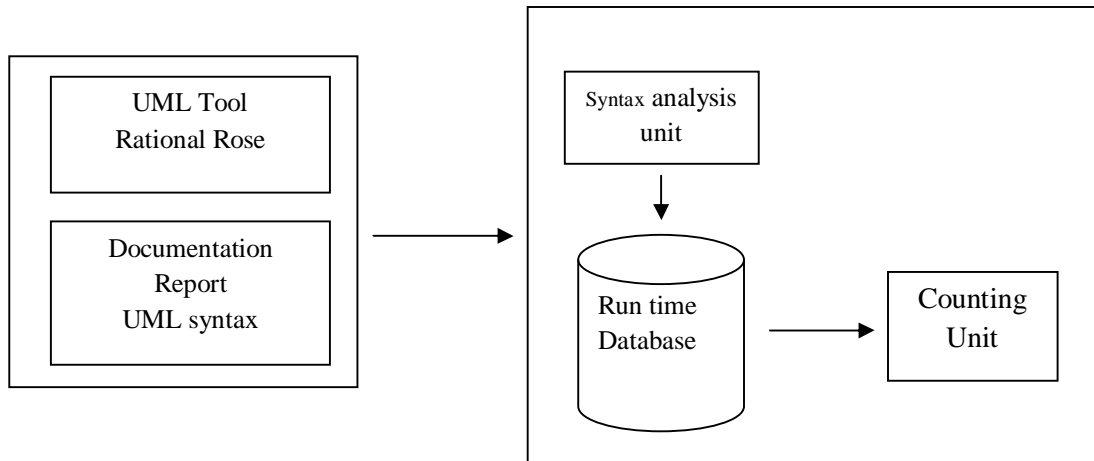 UML Tool
Rational Rose
Documentation
Report
UML syntax
Syntax analysis
unit
Run time
Database
Counting
Unit